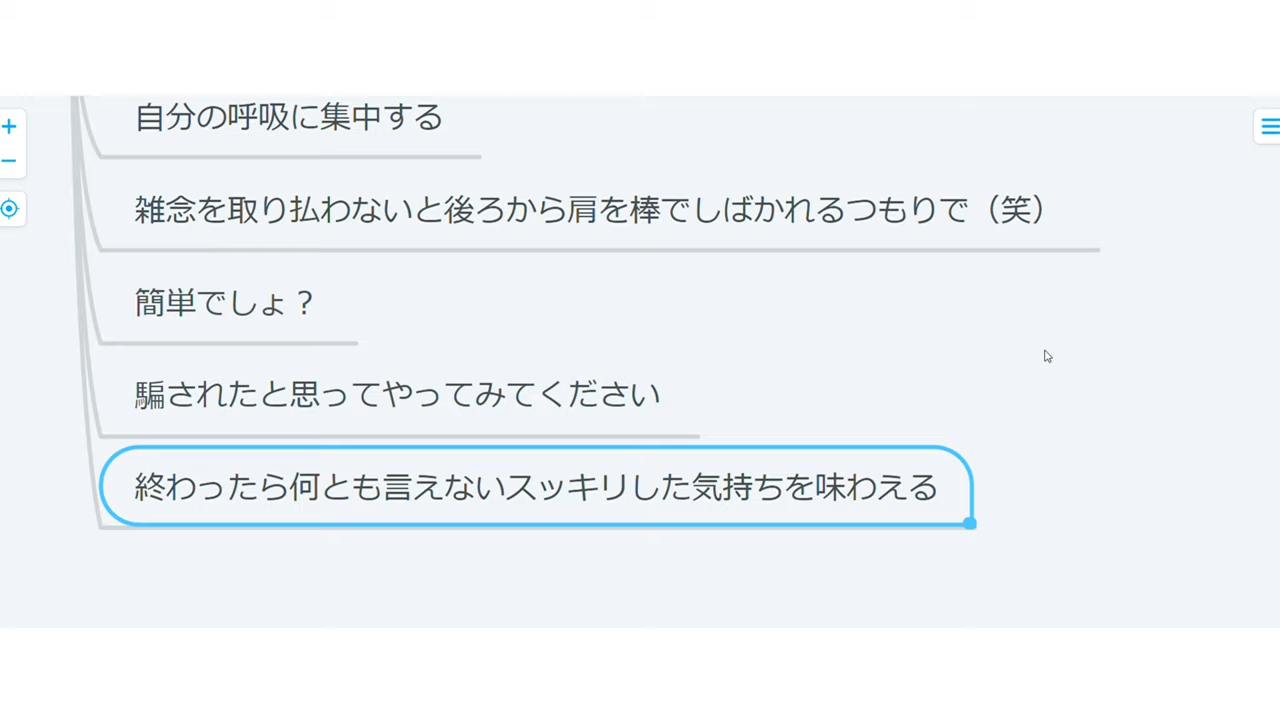 自分の呼吸に集中する
雑念を取り払わないと後ろから肩を棒でしばかれるつもりで（笑）
簡単でしょ？
騙されたと思ってやってみてください
終わったら何とも言えないスッキリした気持ちを味わえる